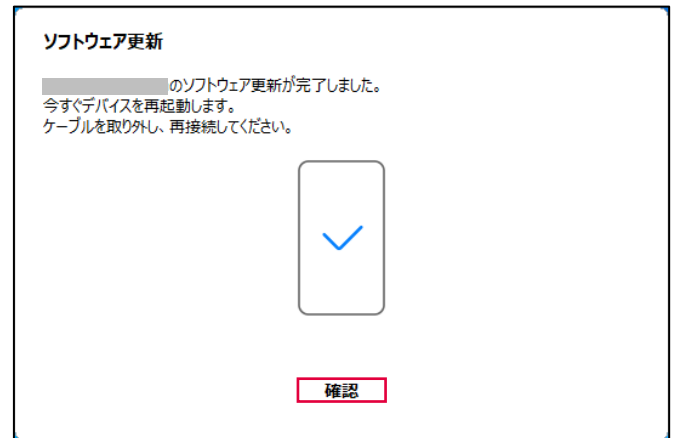 ソフトウェア更新
のソフトウェア更新が完了しました。
今すぐデバイスを再起動します。
ケーブルを取り外し、再接続してください。
確認